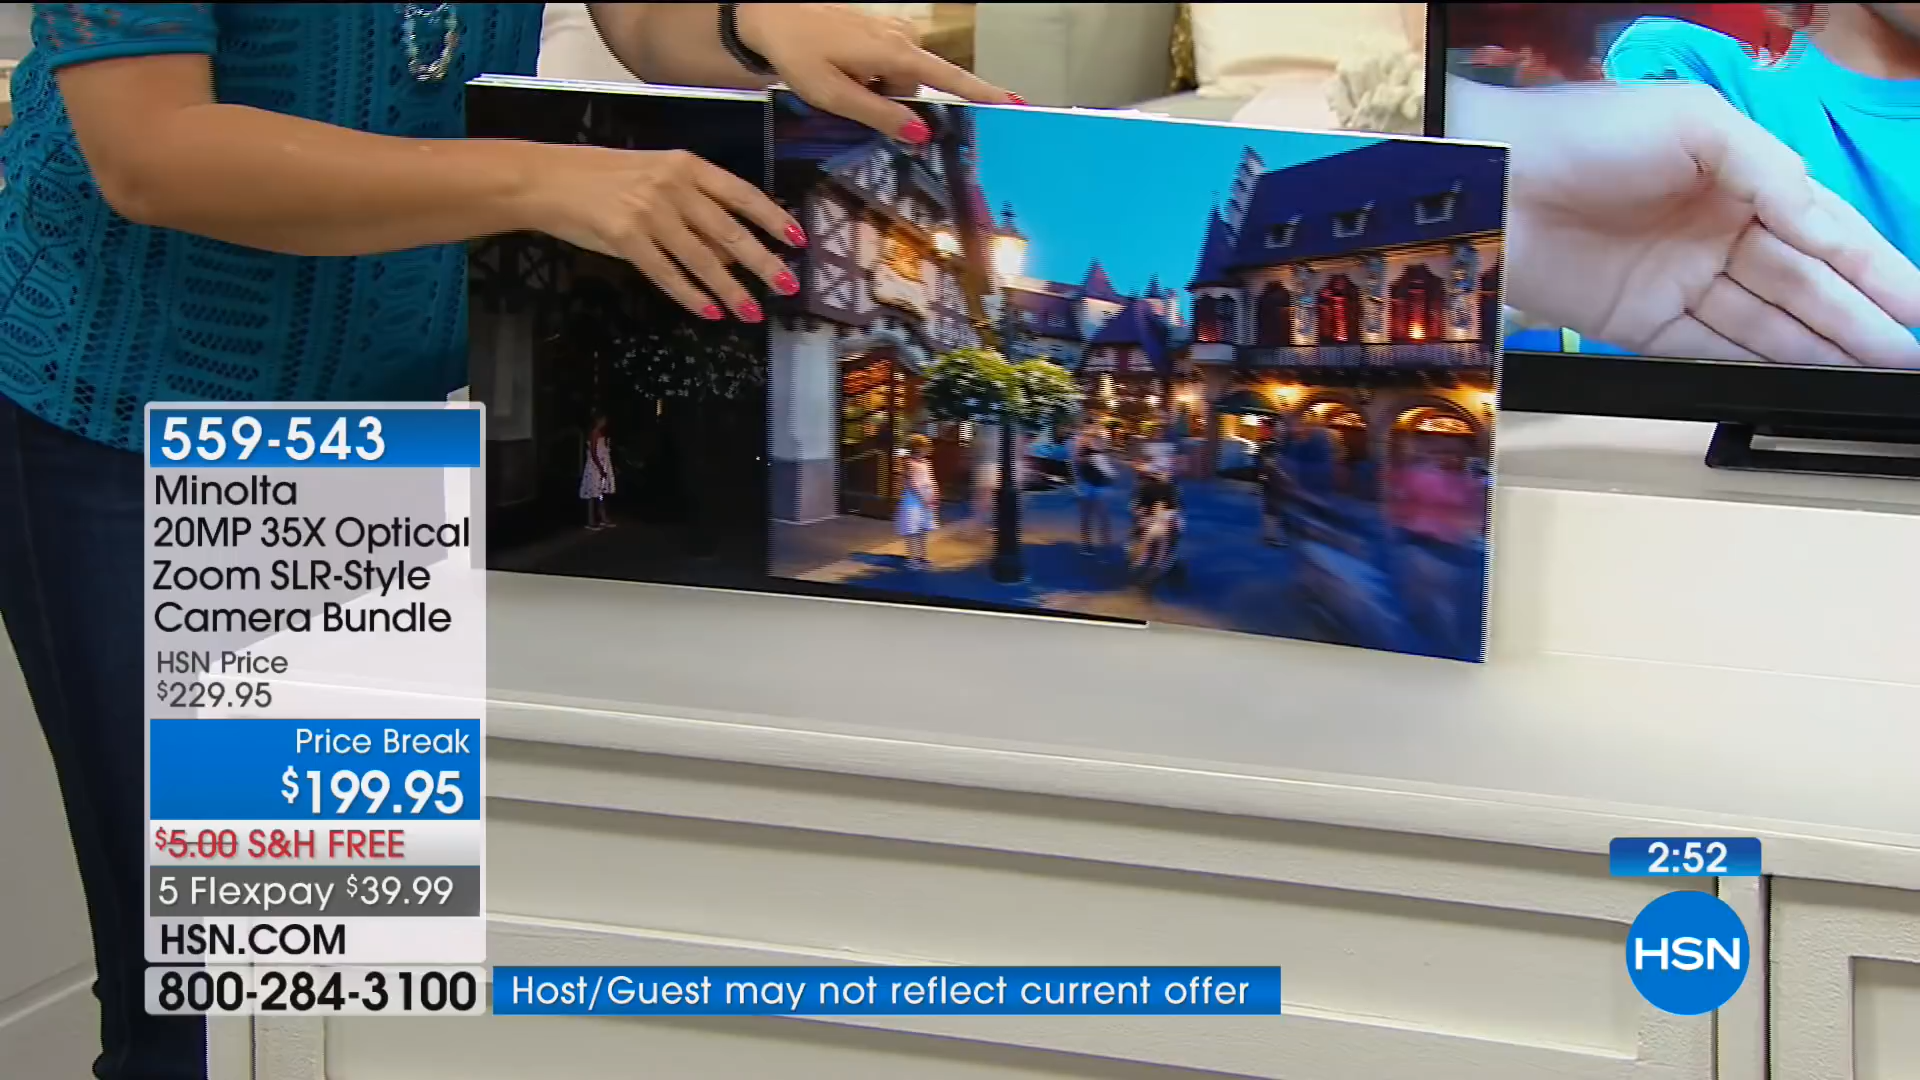 559-543
Minolta
20MP 35X Optical
Zoom SLR-Style
Camera Bundle
HSN Price
$229.95
Price Break
$199.95
$5.00 S&H FREE
5 Flexpay $39.99
HSN.COM
800-284-3100
Host/Guest may not reflect current offer
2:52
HSN